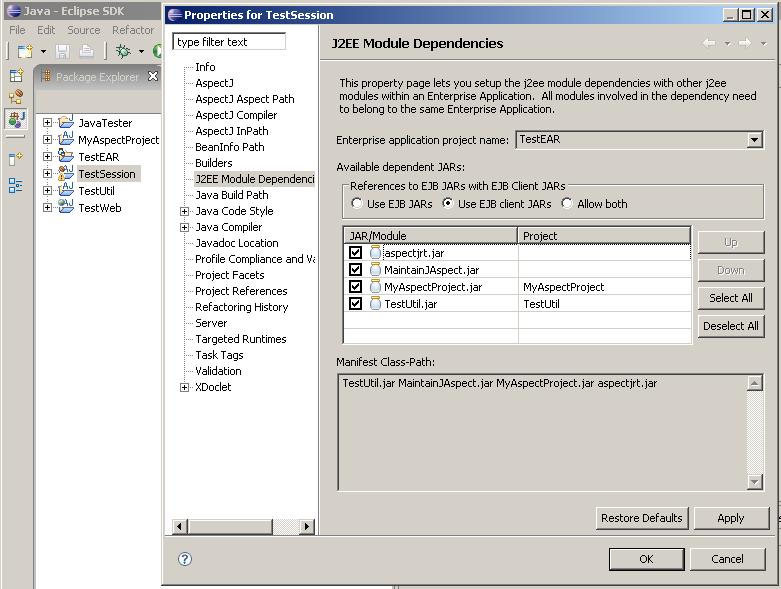 Java - Eclipse SDK
File Edit Source Refactor
Package Explorer
JavaTester
MyAspectProject
TestEAR
TestSession
TestUtil
TestWeb
Properties for TestSession
type filter text
Info
AspectJ
AspectJ Aspect Path
AspectJ Compiler
AspectJ InPath
BeanInfo Path
Builders
J2EE Module Dependenci
Java Build Path
Java Code Style
Java Compiler
Javadoc Location
Profile Compliance and Va
Project Facets
Project References
Refactoring History
Server
Targeted Runtimes
Task Tags
Validation
XDoclet
J2EE Module Dependencies
This property page lets you setup the j2ee module dependencies with other j2ee
modules within an Enterprise Application. All modules involved in the dependency need
to belong to the same Enterprise Application.
Enterprise application project name: TestEAR
Available dependent JARs:
References to EJB JARs with EJB Client JARs
Use EJB JARs Use EJB client JARs Allow both
JAR/Module Project
aspectjrt.jar
MaintainJAspect.jar
MyAspectProject.jar MyAspectProject
TestUtil.jar TestUtil
Up
Down
Select All
Deselect All
Manifest Class-Path:
TestUtil.jar MaintainJAspect.jar MyAspectProject.jar aspectjrt.jar
Restore Defaults Apply
OK Cancel